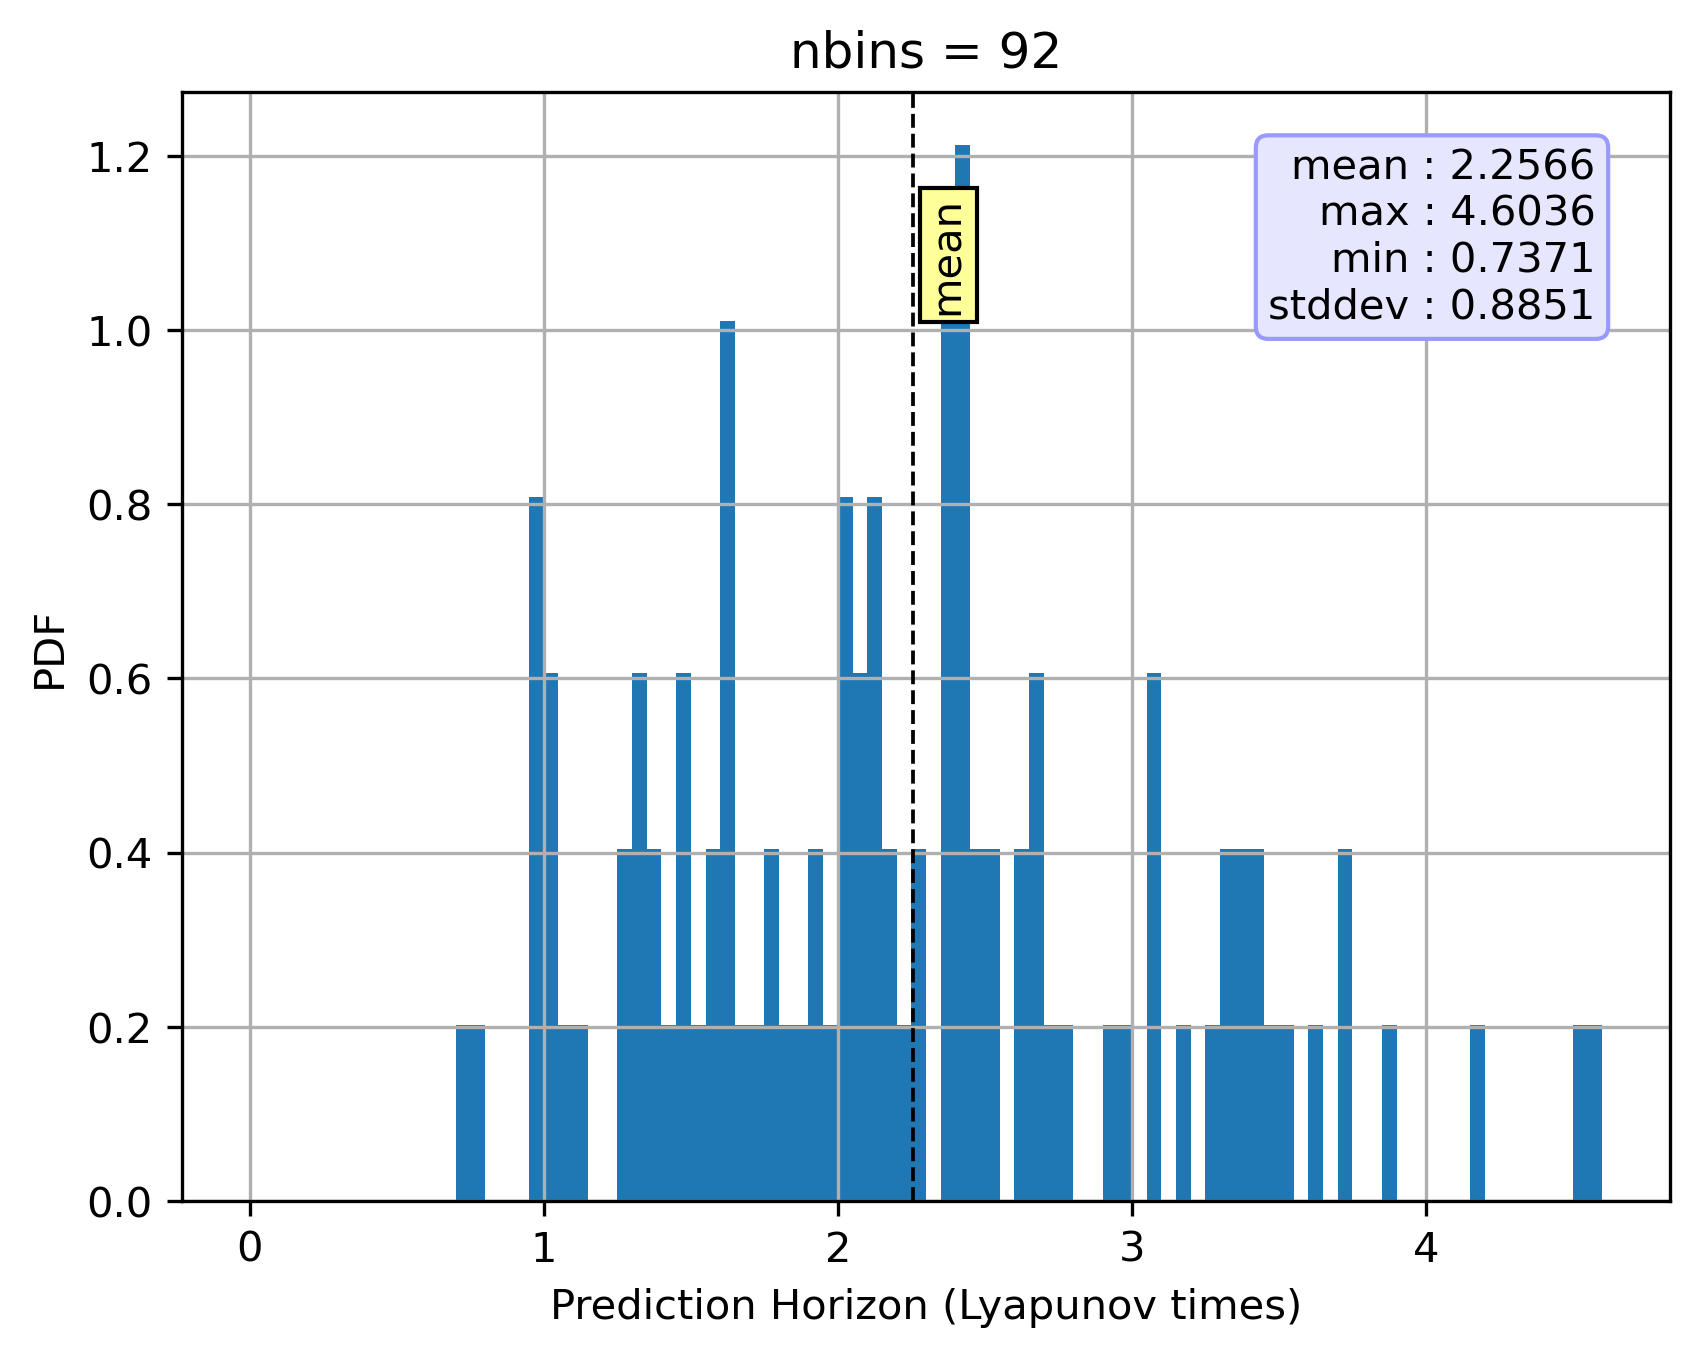 nbins = 92
mean : 2.2566
max : 4.6036
min : 0.7371
stddev : 0.8851
mean
PDF
1.2
1.0
0.8
0.6
0.4
0.2
0.0
0 1 2 3 4
Prediction Horizon (Lyapunov times)